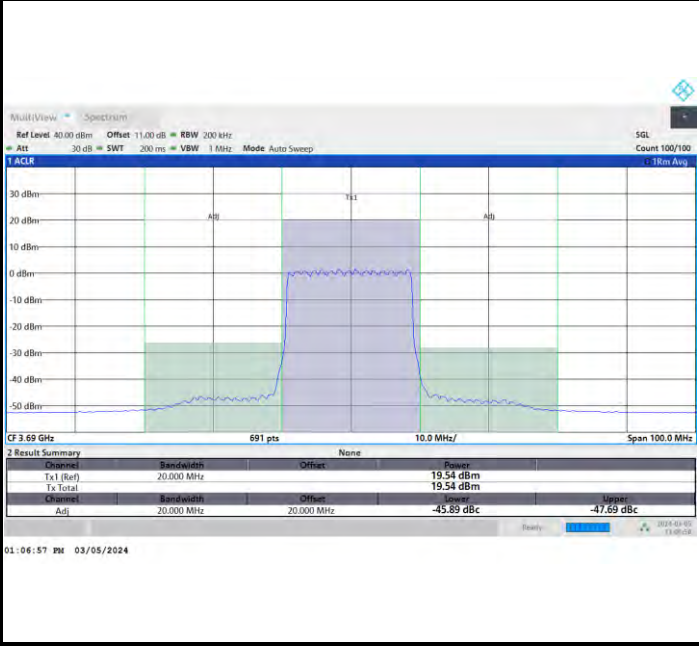 MultiView Spectrum
Ref Level 40.00 dBm Offset 11.00 dB RBW 200 kHz SGL
Att 30 dB SWT 200 ms VBW 1 MHz Mode Auto Sweep Count 100/100
1 ACLR 1Rm Avg
30 dBm
Tx1
20 dBm
Adj Adj
10 dBm
0 dBm
-10 dBm
-20 dBm
-30 dBm
-40 dBm
-50 dBm
CF 3.69 GHz 691 pts 10.0 MHz/ Span 100.0 MHz
2 Result Summary None
Channel Bandwidth Offset Power
Tx1 (Ref) 20.000 MHz 19.54 dBm
Tx Total 19.54 dBm
Channel Bandwidth Offset Lower Upper
Adj 20.000 MHz 20.000 MHz -45.89 dBc -47.69 dBc
Ready
01:06:57 PM 03/05/2024